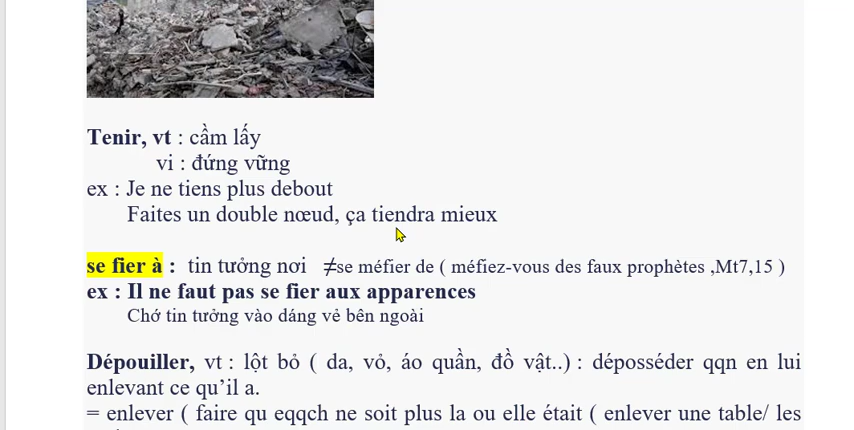 Tenir, vt : cầm lấy
vi : đứng vững
ex : Je ne tiens plus debout
Faites un double nœud, ça tiendra mieux
se fier à : tin tưởng nơi ≠se méfier de ( méfiez-vous des faux prophètes ,Mt7,15 )
ex : Il ne faut pas se fier aux apparences
Chớ tin tưởng vào dáng vẻ bên ngoài
Dépouiller, vt : lột bỏ ( da, vỏ, áo quần, đồ vật..) : déposséder qqn en lui
enlevant ce qu’il a.
= enlever ( faire qu eqqch ne soit plus la ou elle était ( enlever une table/ les